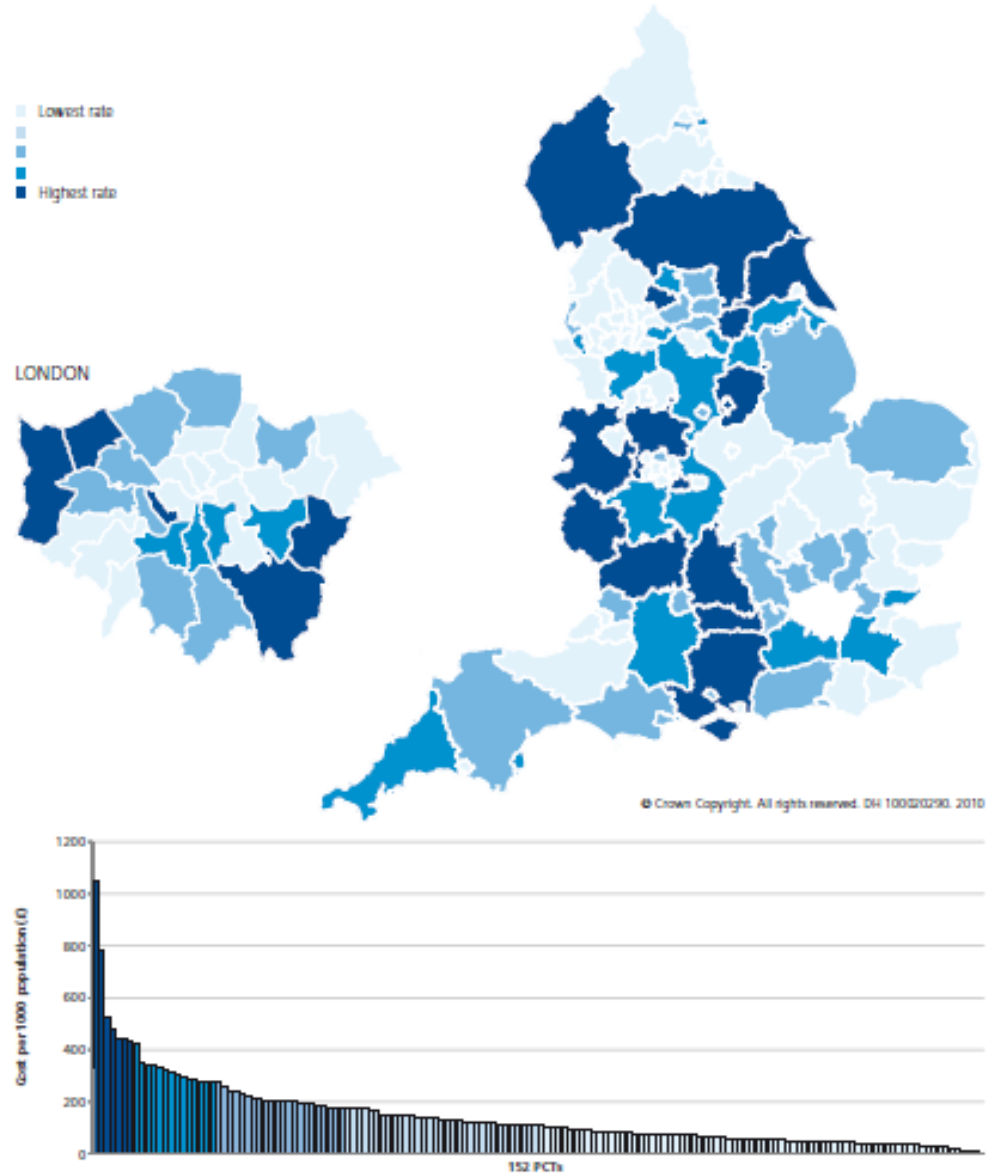 Lowest rate
Highest rate
LONDON
© Crown Copyright. All rights reserved. DH 100020290. 2010
1200
1000
800
600
400
200
0
Cost per 1000 population (£)
152 PCTs